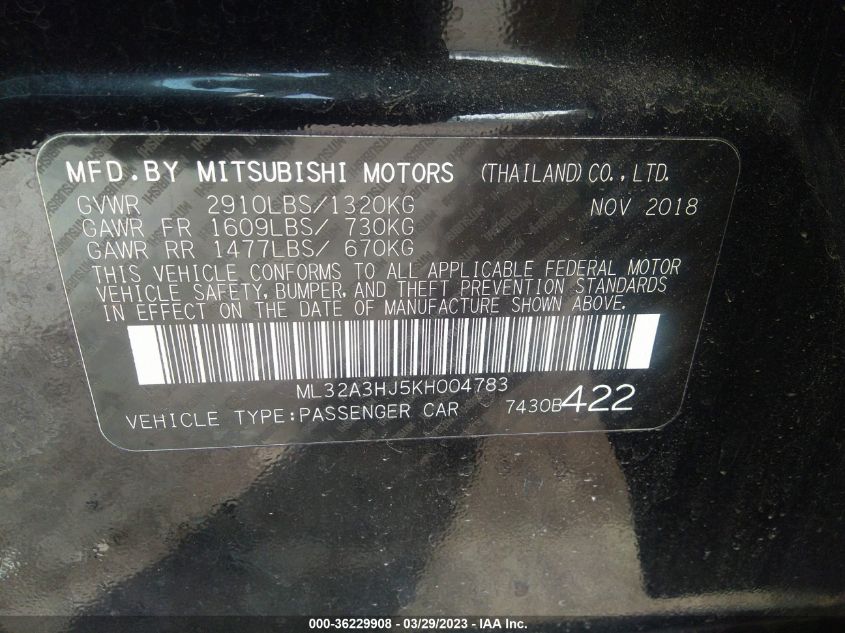 MFD.BY MITSUBISHI MOTORS (THAILAND)CO.,LTD.
GVWR 2910LBS/1320KG NOV 2018
GAWR FR 1609LBS/ 730KG
GAWR RR 1477LBS/ 670KG
THIS VEHICLE CONFORMS TO ALL APPLICABLE FEDERAL MOTOR
VEHICLE SAFETY, BUMPER, AND THEFT PREVENTION STANDARDS
IN EFFECT ON THE DATE OF MANUFACTURE SHOWN ABOVE.
ML32A3HJ5KH004783
VEHICLE TYPE:PASSENGER CAR 7430B422
000-36229908 - 03/29/2023 - IAAI Inc.